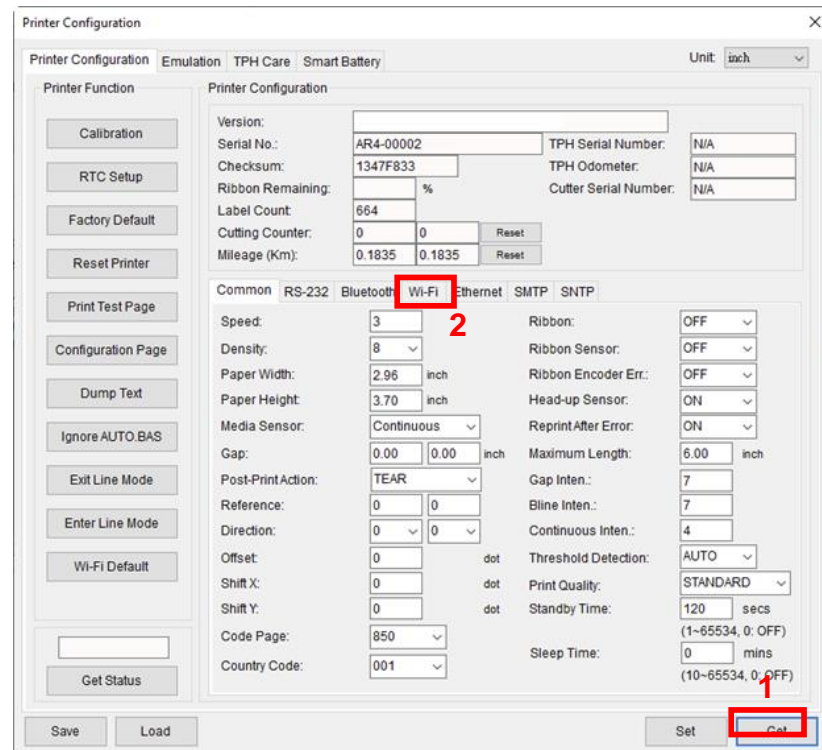 Printer Configuration
Printer Configuration Emulation TPH Care Smart Battery Unit: inch
Printer Function
Calibration
RTC Setup
Factory Default
Reset Printer
Print Test Page
Configuration Page
Dump Text
Ignore AUTO.BAS
Exit Line Mode
Enter Line Mode
Wi-Fi Default
Get Status
Printer Configuration
Version:
Serial No.: AR4-00002 TPH Serial Number: N/A
Checksum: 1347F833 TPH Odometer: N/A
Ribbon Remaining: % Cutter Serial Number: N/A
Label Count: 664
Cutting Counter: 0 0 Reset
Mileage (Km): 0.1835 0.1835 Reset
Common RS-232 Bluetooth Wi-Fi Ethernet SMTP SNTP
2
Speed: 3 Ribbon: OFF
Density: 8 Ribbon Sensor: OFF
Paper Width: 2.96 inch Ribbon Encoder Err.: OFF
Paper Height: 3.70 inch Head-up Sensor: ON
Media Sensor: Continuous Reprint After Error: ON
Gap: 0.00 0.00 inch Maximum Length: 6.00 inch
Post-Print Action: TEAR Gap Inten.: 7
Reference: 0 0 Bline Inten.: 7
Direction: 0 0 Continuous Inten.: 4
Offset: 0 dot Threshold Detection: AUTO
Shift X: 0 dot Print Quality: STANDARD
Shift Y: 0 dot Standby Time: 120 secs
(1~65534, 0: OFF)
Code Page: 850
Sleep Time: 0 mins
Country Code: 001
(10~65534, 0: OFF)
1
Save Load Set Get